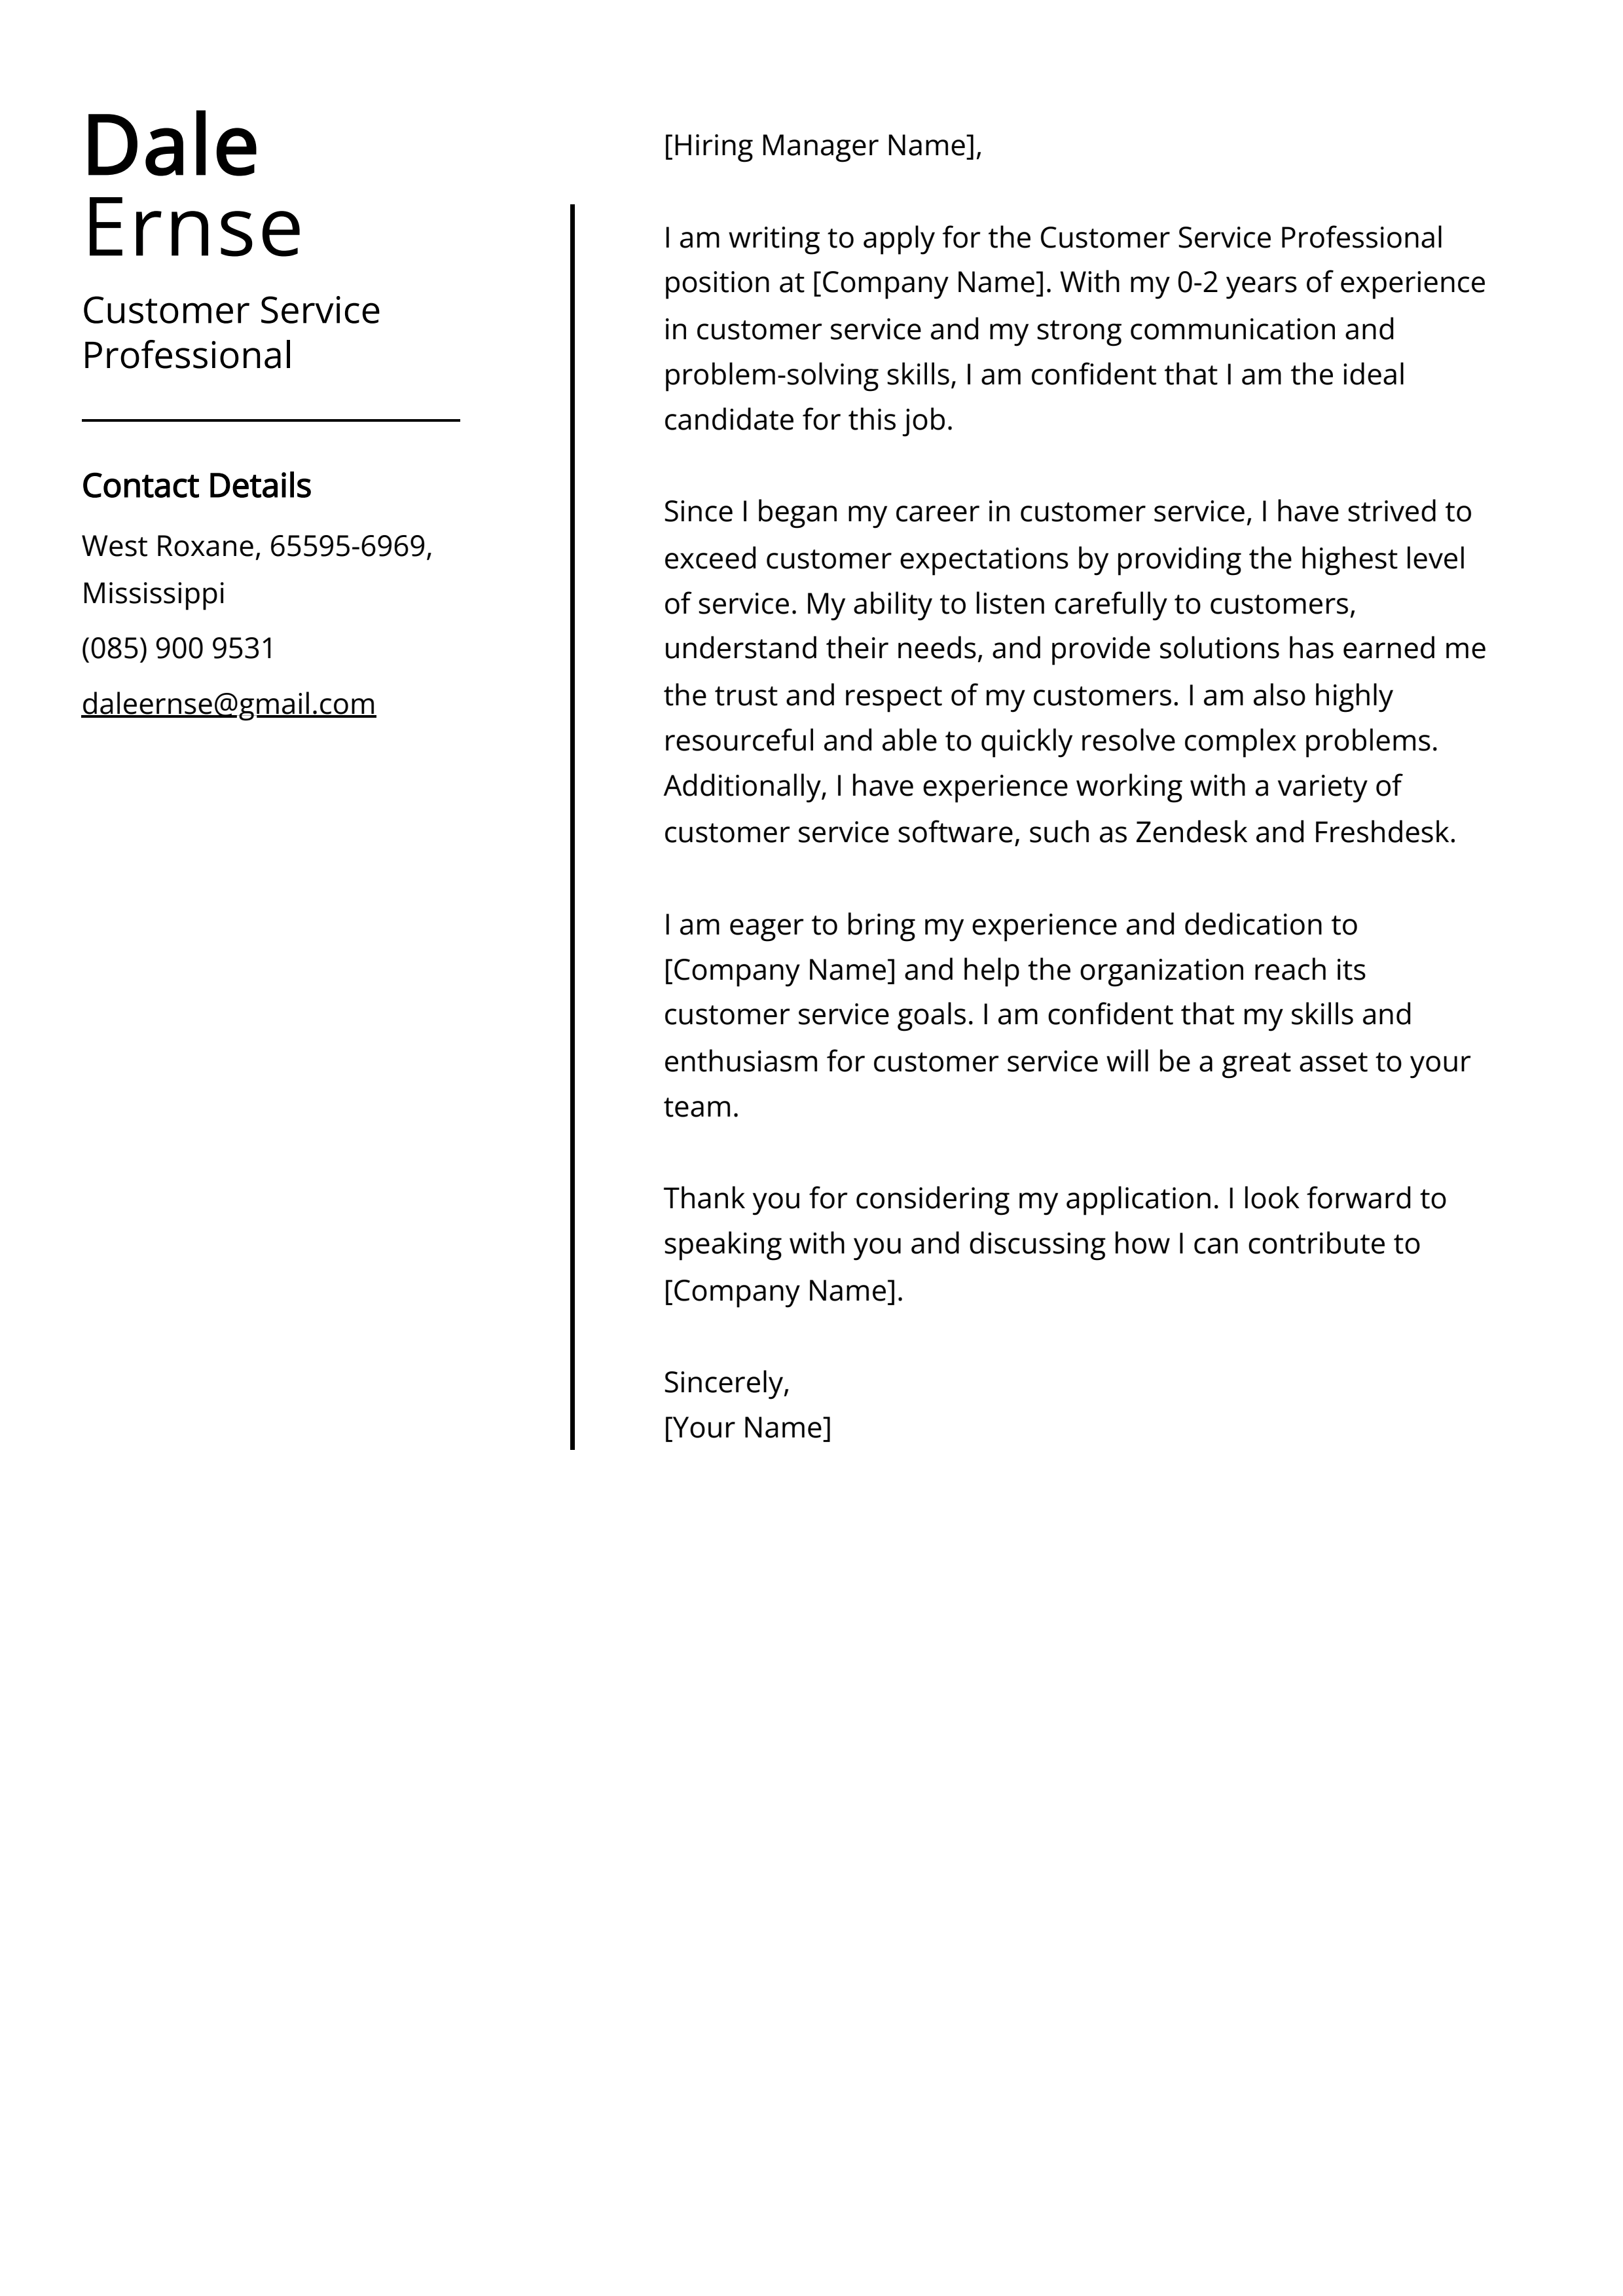 Dale
Ernse
Customer Service
Professional
Contact Details
West Roxane, 65595-6969,
Mississippi
(085) 900 9531
daleernse@gmail.com
[Hiring Manager Name],
I am writing to apply for the Customer Service Professional
position at [Company Name]. With my 0-2 years of experience
in customer service and my strong communication and
problem-solving skills, I am confident that I am the ideal
candidate for this job.
Since I began my career in customer service, I have strived to
exceed customer expectations by providing the highest level
of service. My ability to listen carefully to customers,
understand their needs, and provide solutions has earned me
the trust and respect of my customers. I am also highly
resourceful and able to quickly resolve complex problems.
Additionally, I have experience working with a variety of
customer service software, such as Zendesk and Freshdesk.
I am eager to bring my experience and dedication to
[Company Name] and help the organization reach its
customer service goals. I am confident that my skills and
enthusiasm for customer service will be a great asset to your
team.
Thank you for considering my application. I look forward to
speaking with you and discussing how I can contribute to
[Company Name].
Sincerely,
[Your Name]